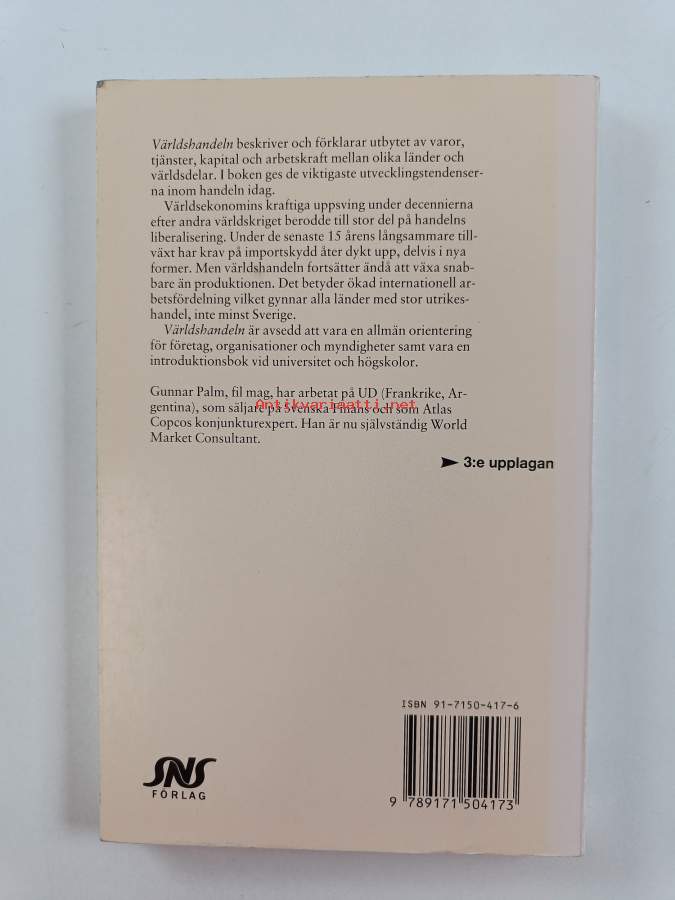 Världshandeln beskriver och förklarar utbytet av varor,
tjänster, kapital och arbetskraft mellan olika länder och
världsdelar. I boken ges de viktigaste utvecklingstendenser-
na inom handeln idag.
Världsekonomins kraftiga uppsving under decennierna
efter andra världskriget berodde till stor del på handelns
liberalisering. Under de senaste 15 årens långsammare till-
växt har krav på importskydd åter dykt upp, delvis i nya
former. Men världshandeln fortsätter ändå att växa snab-
bare än produktionen. Det betyder ökad internationell ar-
betsfördelning vilket gynnar alla länder med stor utrikes-
handel, inte minst Sverige.
Världshandeln är avsedd att vara en allmän orientering
för företag, organisationer och myndigheter samt vara en
introduktionsbok vid universitet och högskolor.
Gunnar Palm, fil mag, har arbetat på UD (Frankrike, Ar-
gentina), som säljare på Svenska Finans och som Atlas
Antikvariaatti.net
Copcos konjunkturexpert. Han är nu självständig World
Market Consultant.
3:e upplagan
ISBN 91-7150-417-6
9 789171 504173
SNS
FÖRLAG